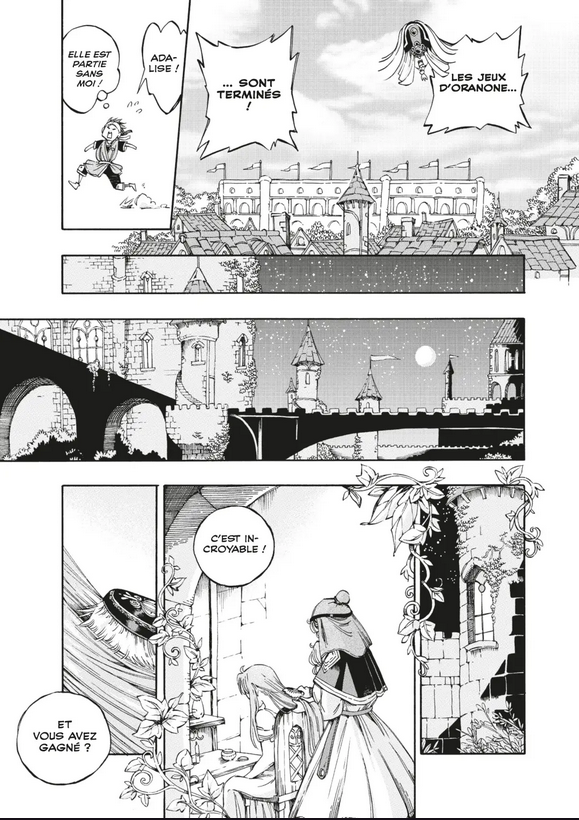 LES JEUX
D'ORANONE...
... SONT
TERMINÉS
!
ADA-
LISE !
ELLE EST
PARTIE
SANS
MOI !
C'EST IN-
CROYABLE !
ET
VOUS AVEZ
GAGNÉ ?